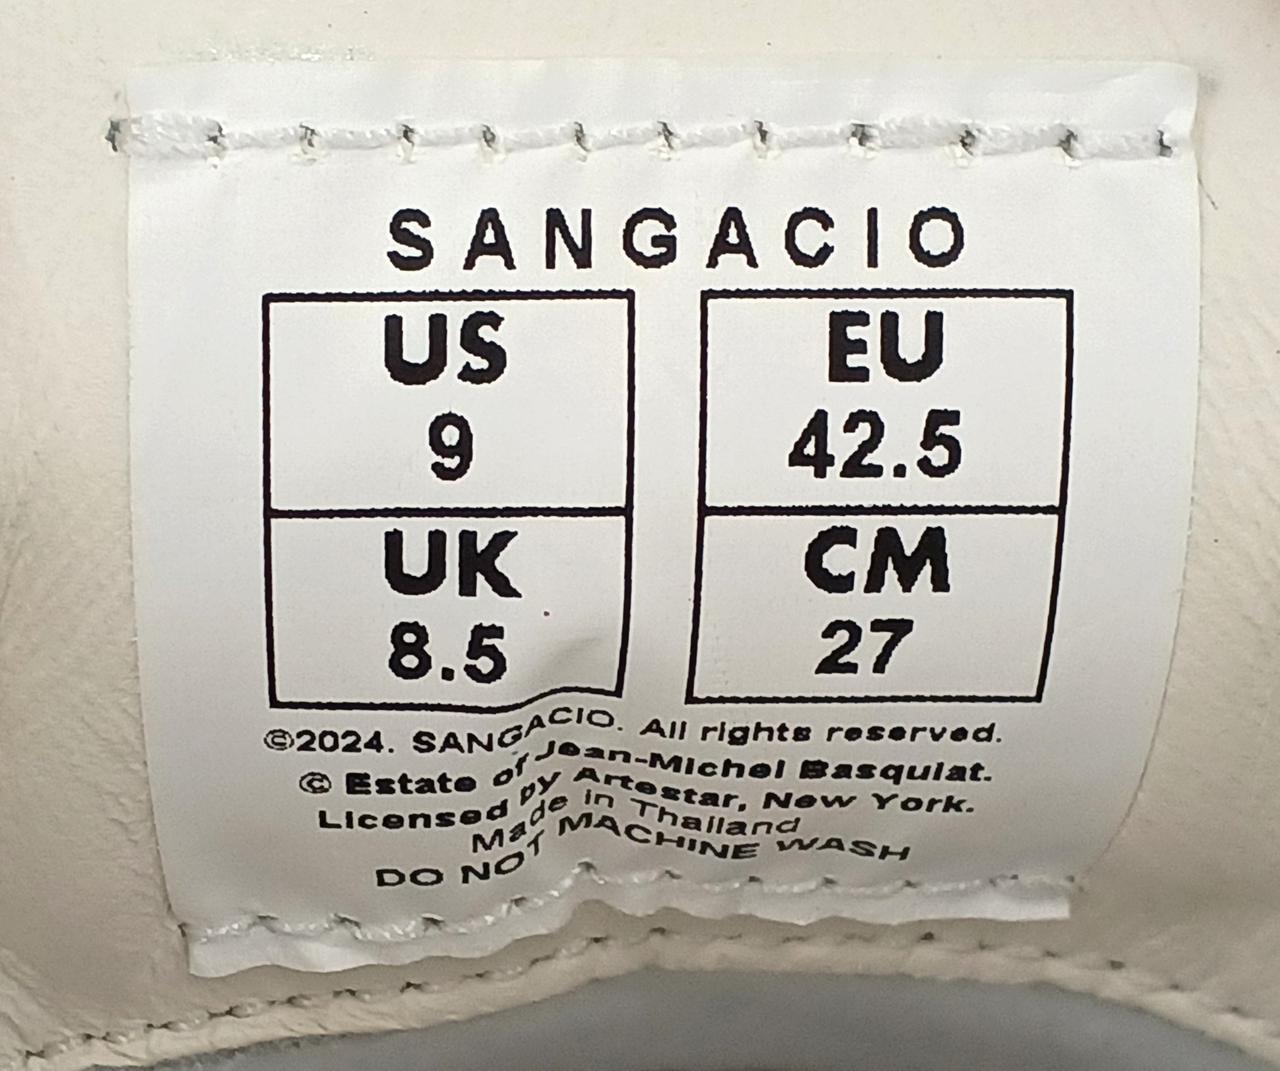 SANGACIO
US
9
EU
42.5
UK
8.5
CM
27
©2024. SANGACIO. All rights reserved.
© Estate of Jean-Michel Basquiat.
Licensed by Artestar, New York.
Made in Thailand
DO NOT MACHINE WASH